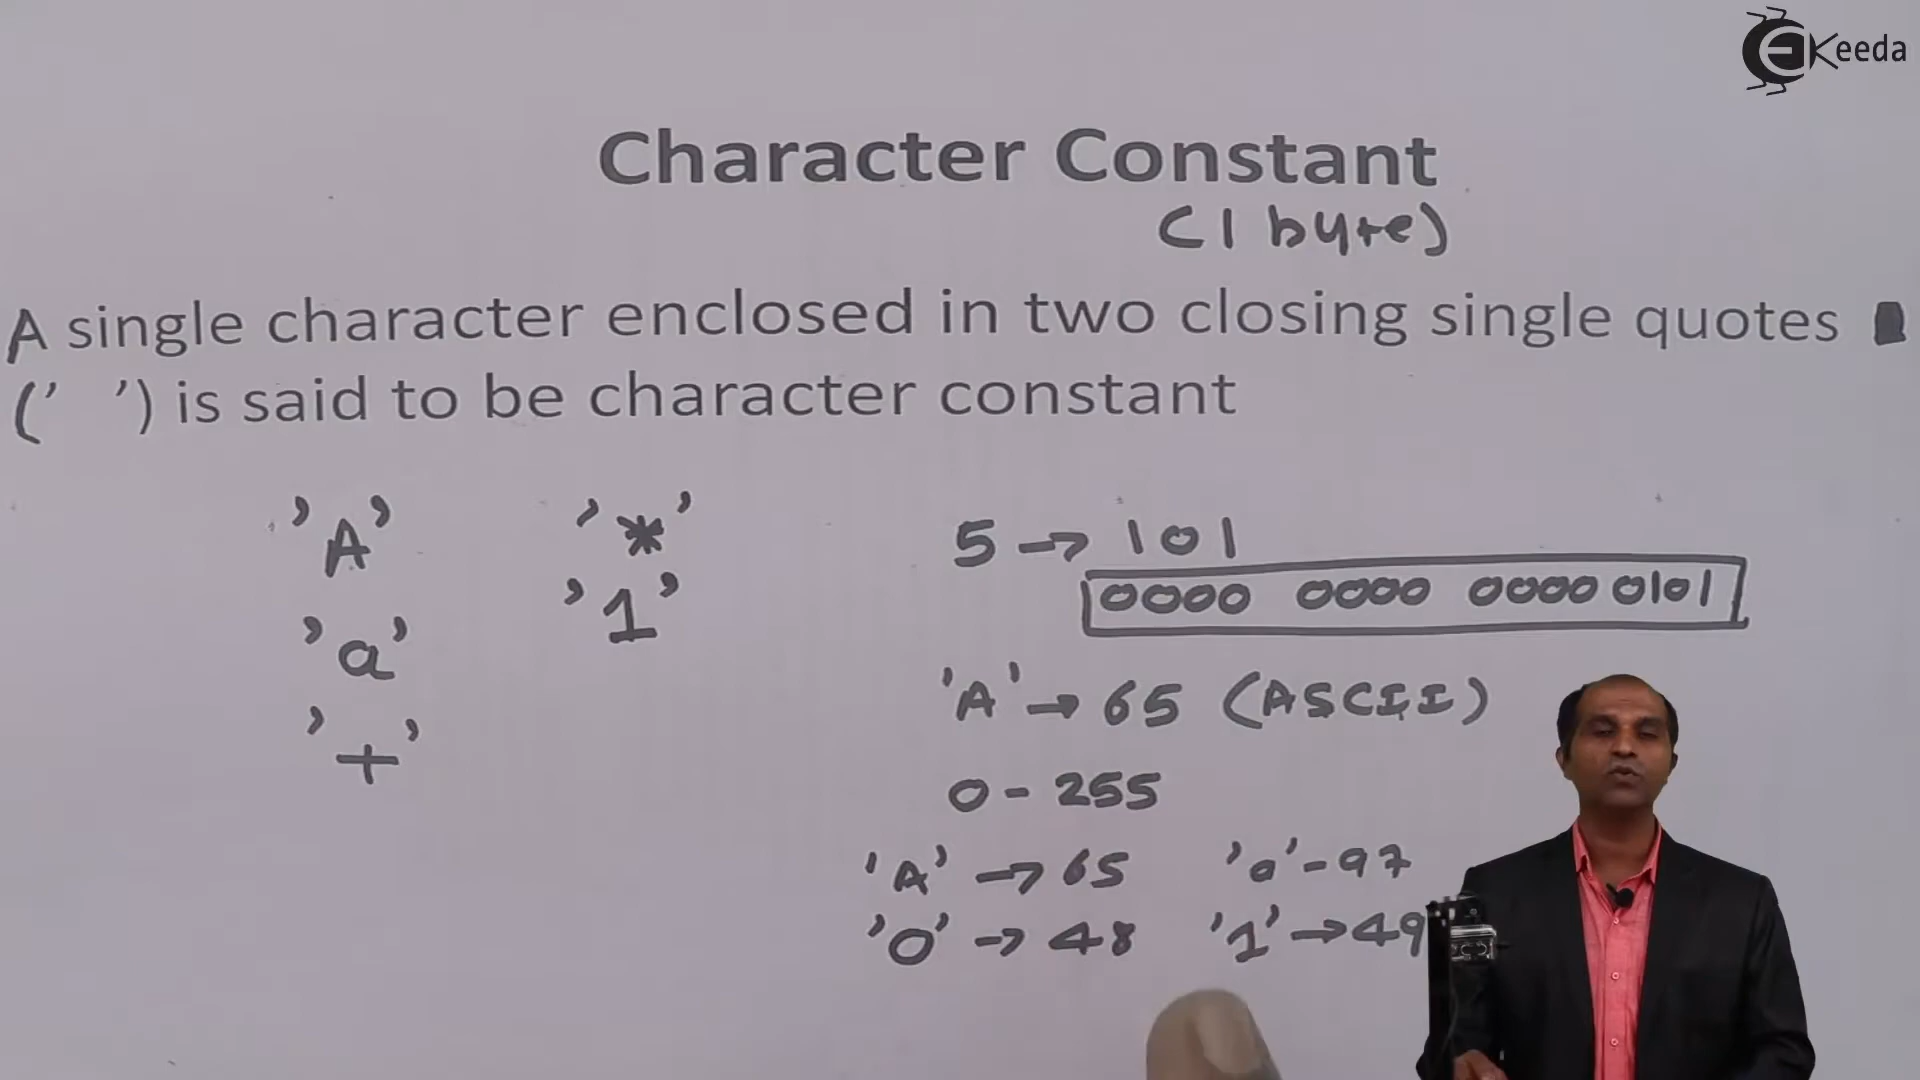 EKeeda
Character Constant
(1 byte)
A single character enclosed in two closing single quotes
(’ ’) is said to be character constant
’A’ ’*’
’a’ ’1’
’+’
5 → 101
0000 0000 0000 0101
'A' → 65 (ASCII)
0 - 255
'A' → 65 'a' - 97
'0' → 48 '1' → 49